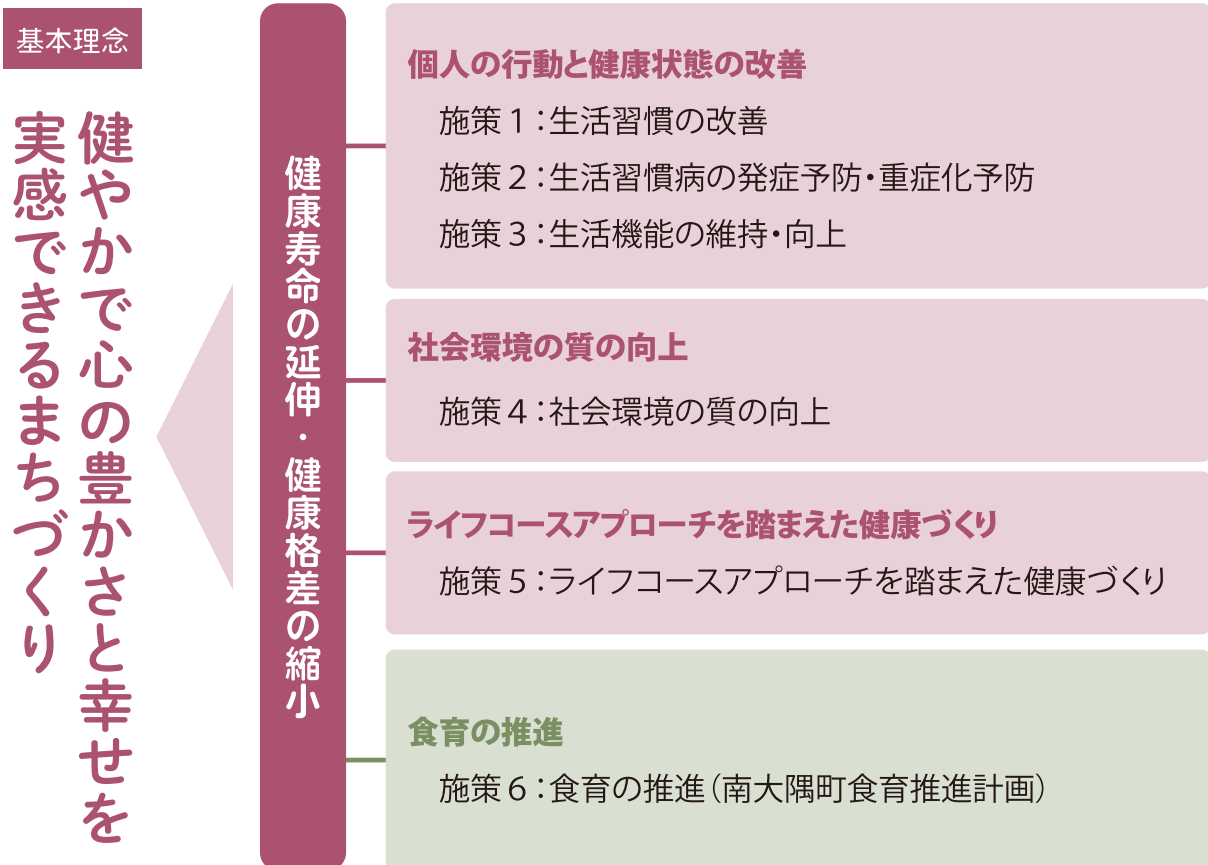 基本理念
健やかで心の豊かさと幸せを
実感できるまちづくり
健康寿命の延伸・健康格差の縮小
個人の行動と健康状態の改善
施策1：生活習慣の改善
施策2：生活習慣病の発症予防・重症化予防
施策3：生活機能の維持・向上
社会環境の質の向上
施策4：社会環境の質の向上
ライフコースアプローチを踏まえた健康づくり
施策5：ライフコースアプローチを踏まえた健康づくり
食育の推進
施策6：食育の推進（南大隅町食育推進計画）